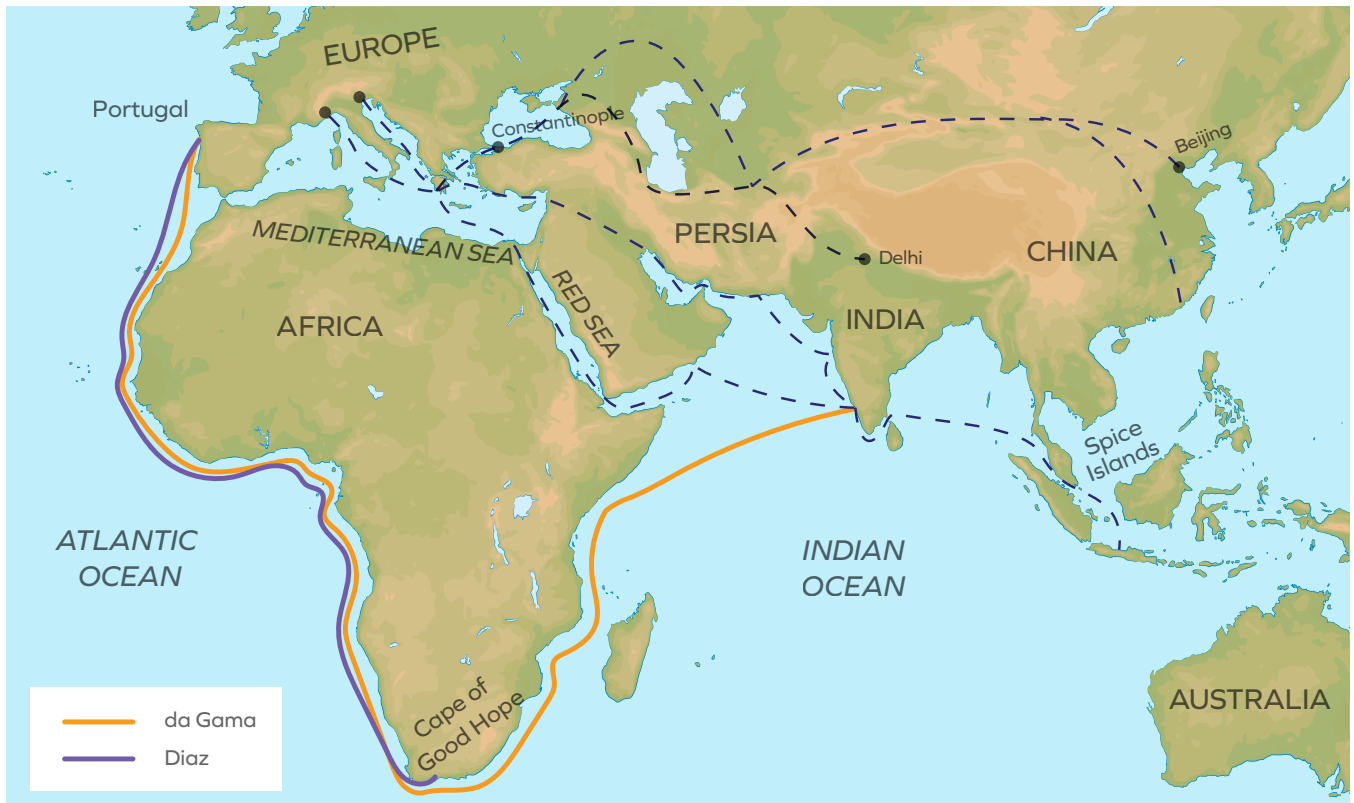 EUROPE
Portugal
Constantinople
Beijing
MEDITERRANEAN SEA
PERSIA
Delhi
CHINA
RED SEA
AFRICA
INDIA
Spice
Islands
ATLANTIC
OCEAN
INDIAN
OCEAN
Cape of
Good Hope
AUSTRALIA
da Gama
Diaz